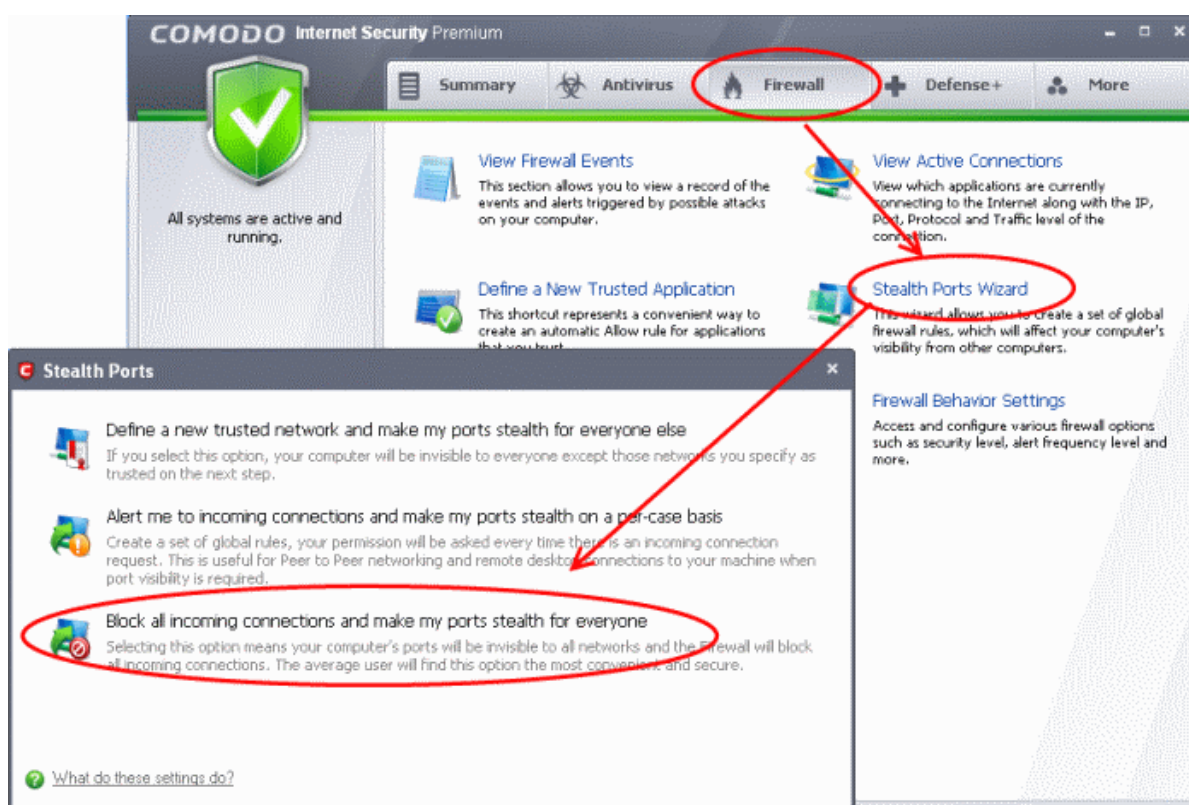 COMODO Internet Security Premium
Summary
Antivirus
Firewall
Defense+
More
All systems are active and
running.
View Firewall Events
This section allows you to view a record of the
events and alerts triggered by possible attacks
on your computer.
View Active Connections
View which applications are currently
connecting to the Internet along with the IP,
Port, Protocol and Traffic level of the
connection.
Define a New Trusted Application
This shortcut represents a convenient way to
create an automatic Allow rule for applications
that you trust.
Stealth Ports Wizard
This wizard allows you to create a set of global
firewall rules, which will affect your computer's
visibility from other computers.
Firewall Behavior Settings
Access and configure various firewall options
such as security level, alert frequency level and
more.
Stealth Ports
Define a new trusted network and make my ports stealth for everyone else
If you select this option, your computer will be invisible to everyone except those networks you specify as
trusted on the next step.
Alert me to incoming connections and make my ports stealth on a per-case basis
Create a set of global rules, your permission will be asked every time there is an incoming connection
request. This is useful for Peer to Peer networking and remote desktop connections to your machine when
port visibility is required.
Block all incoming connections and make my ports stealth for everyone
Selecting this option means your computer's ports will be invisible to all networks and the Firewall will block
all incoming connections. The average user will find this option the most convenient and secure.
What do these settings do?